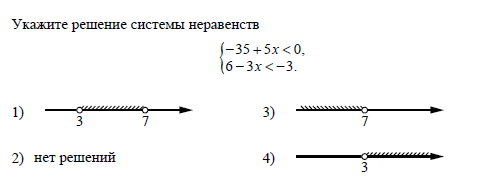 Укажите решение системы неравенств
{−35 + 5x < 0,
{6 − 3x < −3.
1) 3 7
3) 7
2) нет решений
4) 3